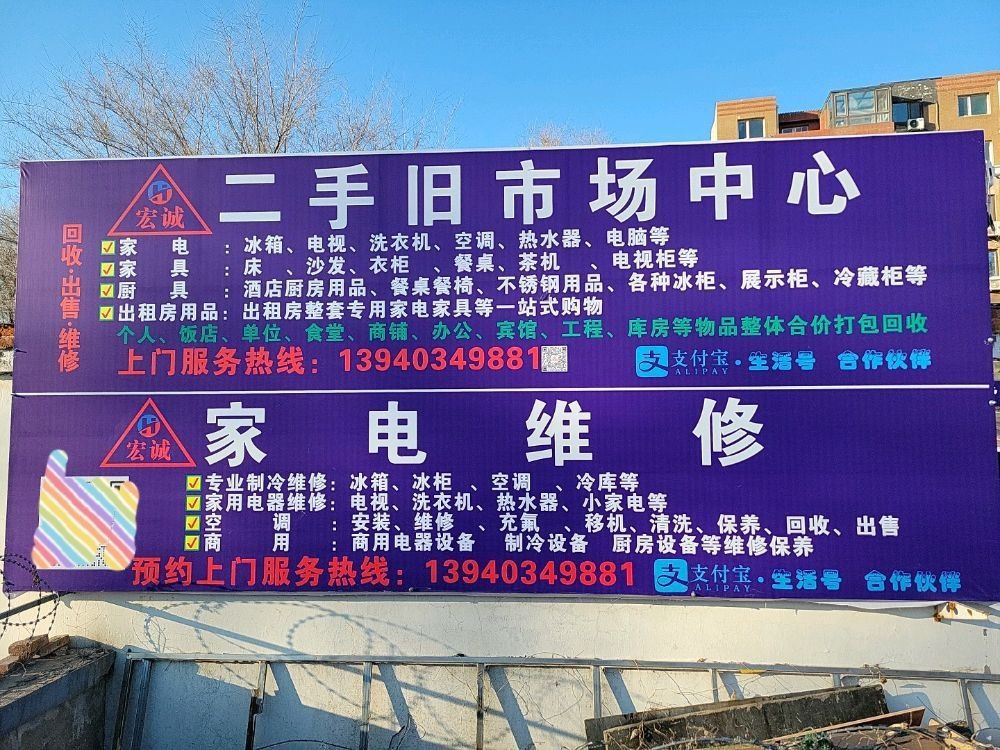 宏诚
二手旧市场中心
回收·出售·维修
家电：冰箱、电视、洗衣机、空调、热水器、电脑等
家具：床、沙发、衣柜、餐桌、茶机、电视柜等
厨具：酒店厨房用品、餐桌餐椅、不锈钢用品、各种冰柜、展示柜、冷藏柜等
出租房用品：出租房整套专用家电家具等一站式购物
个人、饭店、单位、食堂、商铺、办公、宾馆、工程、库房等物品整体合价打包回收
上门服务热线：13940349881
支付宝·生活号 合作伙伴
ALIPAY
宏诚
家电维修
专业制冷维修：冰箱、冰柜、空调、冷库等
家用电器维修：电视、洗衣机、热水器、小家电等
空调：安装、维修、充氟、移机、清洗、保养、回收、出售
商用：商用电器设备 制冷设备 厨房设备等维修保养
预约上门服务热线：13940349881
支付宝·生活号 合作伙伴
ALIPAY